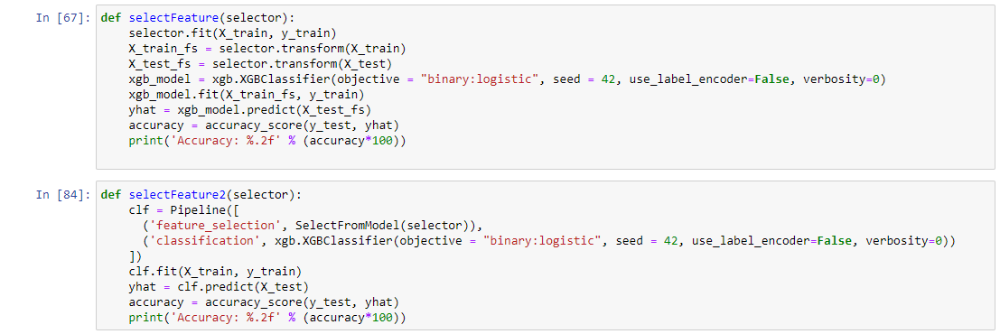 In [67]: def selectFeature(selector):
    selector.fit(X_train, y_train)
    X_train_fs = selector.transform(X_train)
    X_test_fs = selector.transform(X_test)
    xgb_model = xgb.XGBClassifier(objective = "binary:logistic", seed = 42, use_label_encoder=False, verbosity=0)
    xgb_model.fit(X_train_fs, y_train)
    yhat = xgb_model.predict(X_test_fs)
    accuracy = accuracy_score(y_test, yhat)
    print('Accuracy: %.2f' % (accuracy*100))
In [84]: def selectFeature2(selector):
    clf = Pipeline([
      ('feature_selection', SelectFromModel(selector)),
      ('classification', xgb.XGBClassifier(objective = "binary:logistic", seed = 42, use_label_encoder=False, verbosity=0))
    ])
    clf.fit(X_train, y_train)
    yhat = clf.predict(X_test)
    accuracy = accuracy_score(y_test, yhat)
    print('Accuracy: %.2f' % (accuracy*100))